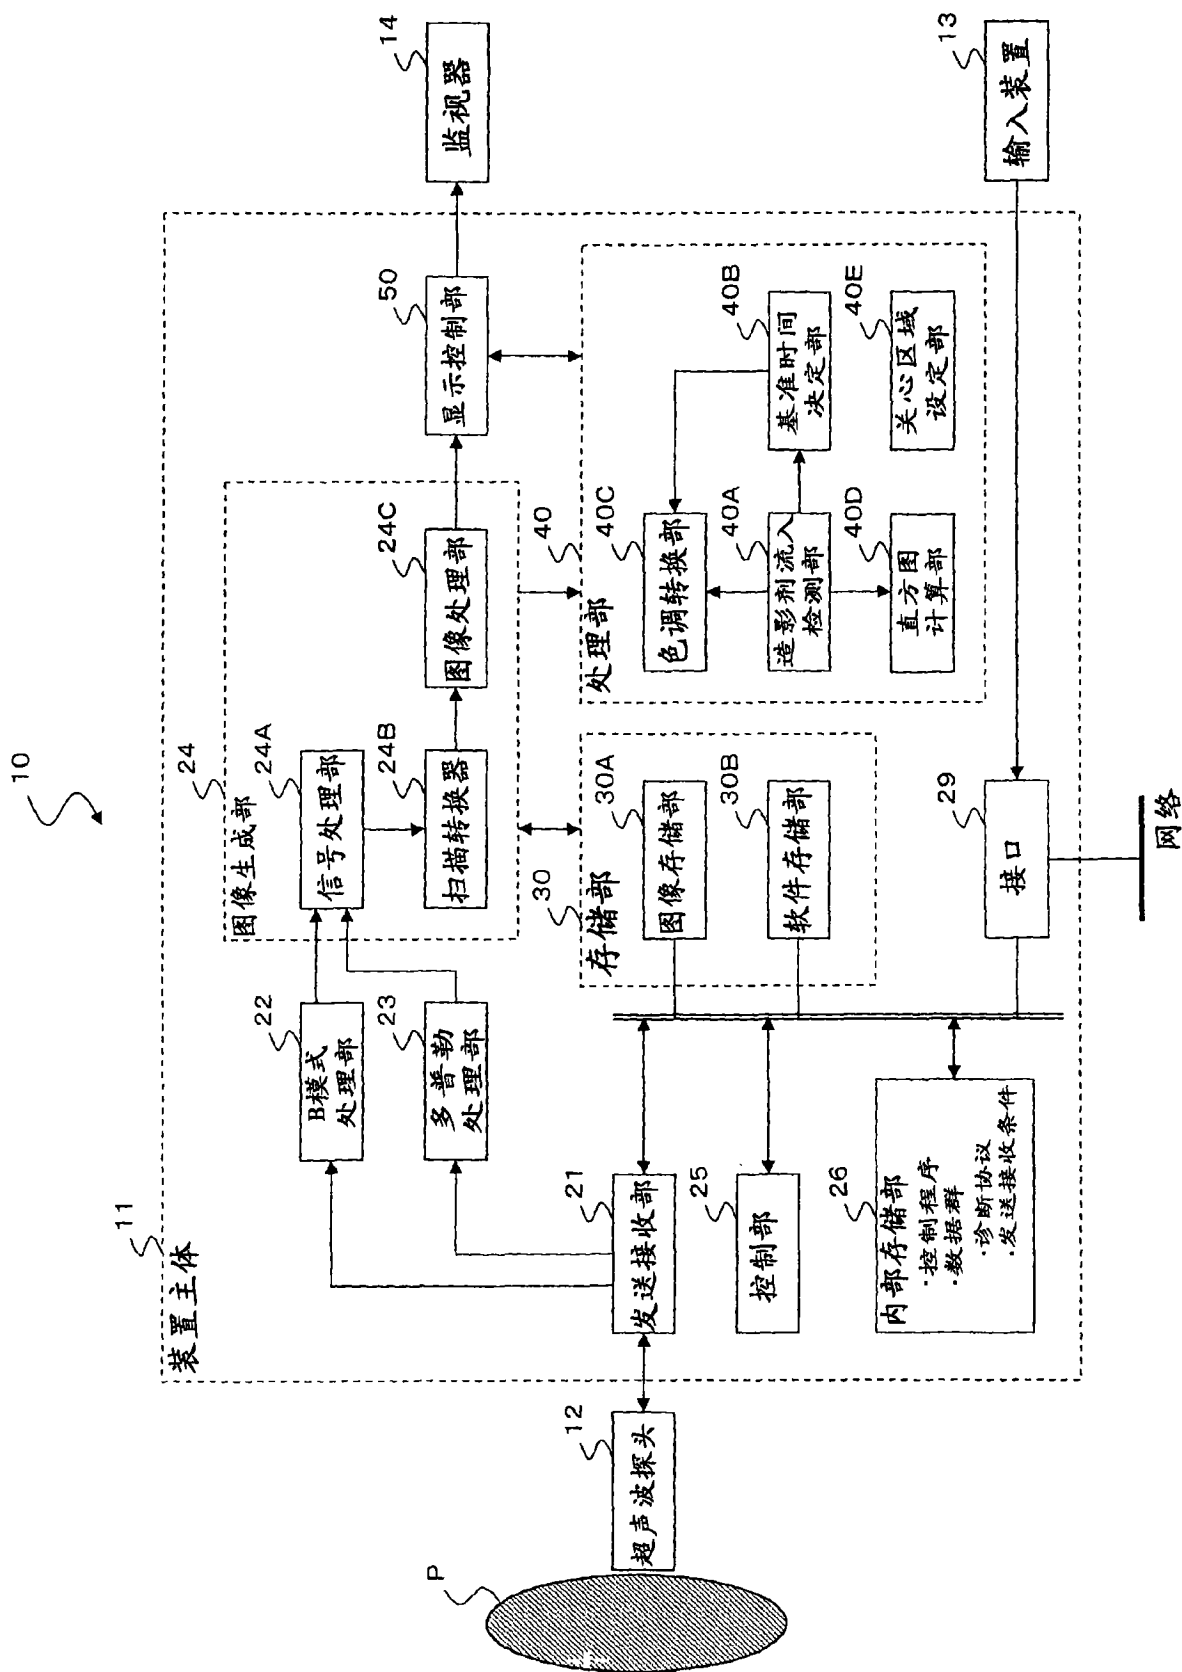 10
11
装置主体
14
监视器
50
显示控制部
24
图像生成部
24A
信号处理部
24B
扫描转换器
24C
图像处理部
22
B模式
处理部
23
多普勒
处理部
P
12
超声波探头
21
发送接收部
25
控制部
26
内部存储部
·控制程序
·数据群
·诊断协议
·发送接收条件
30
存储部
30A
图像存储部
30B
软件存储部
40
处理部
40C
色调转换部
40A
造影剂流入
检测部
40B
基准时间
决定部
40D
直方图
计算部
40E
关心区域
设定部
29
接口
13
输入装置
网络